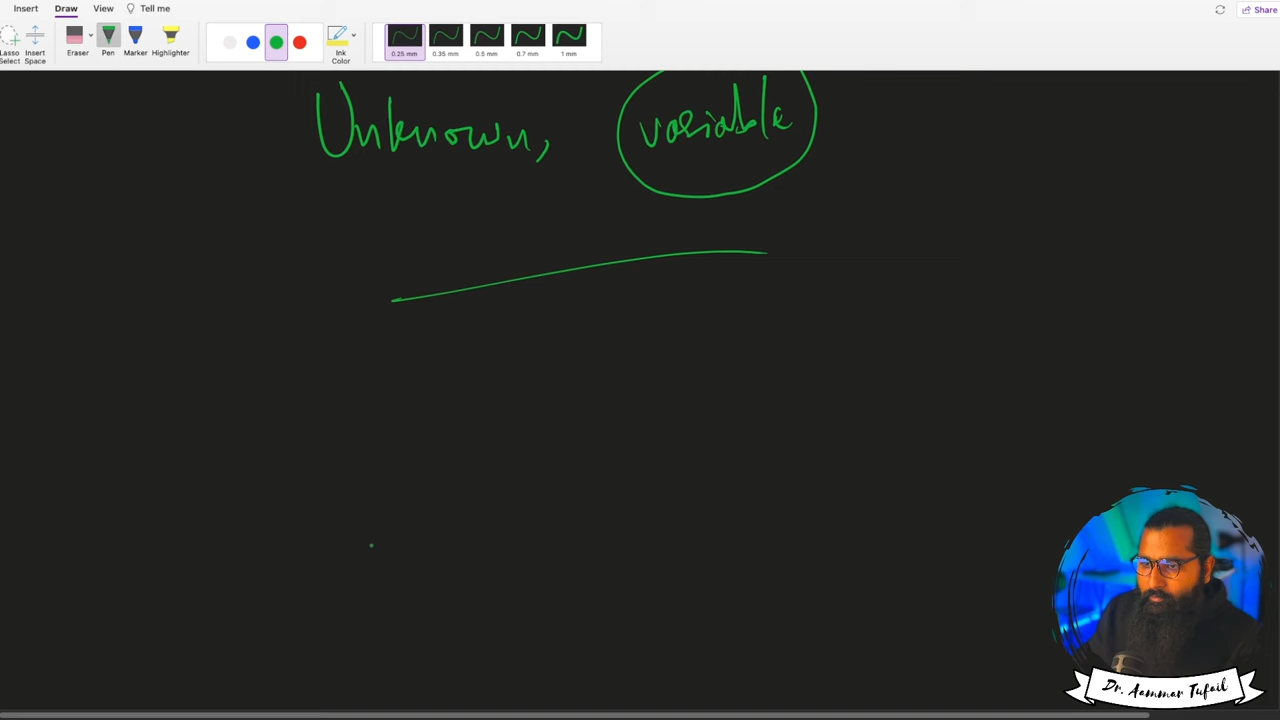 Insert Draw View Tell me
Share
Lasso Select
Insert Space
Eraser
Pen
Marker
Highlighter
Ink Color
0.25 mm
0.35 mm
0.5 mm
0.7 mm
1 mm
Unknown, variable
Dr. Aammar Tufail